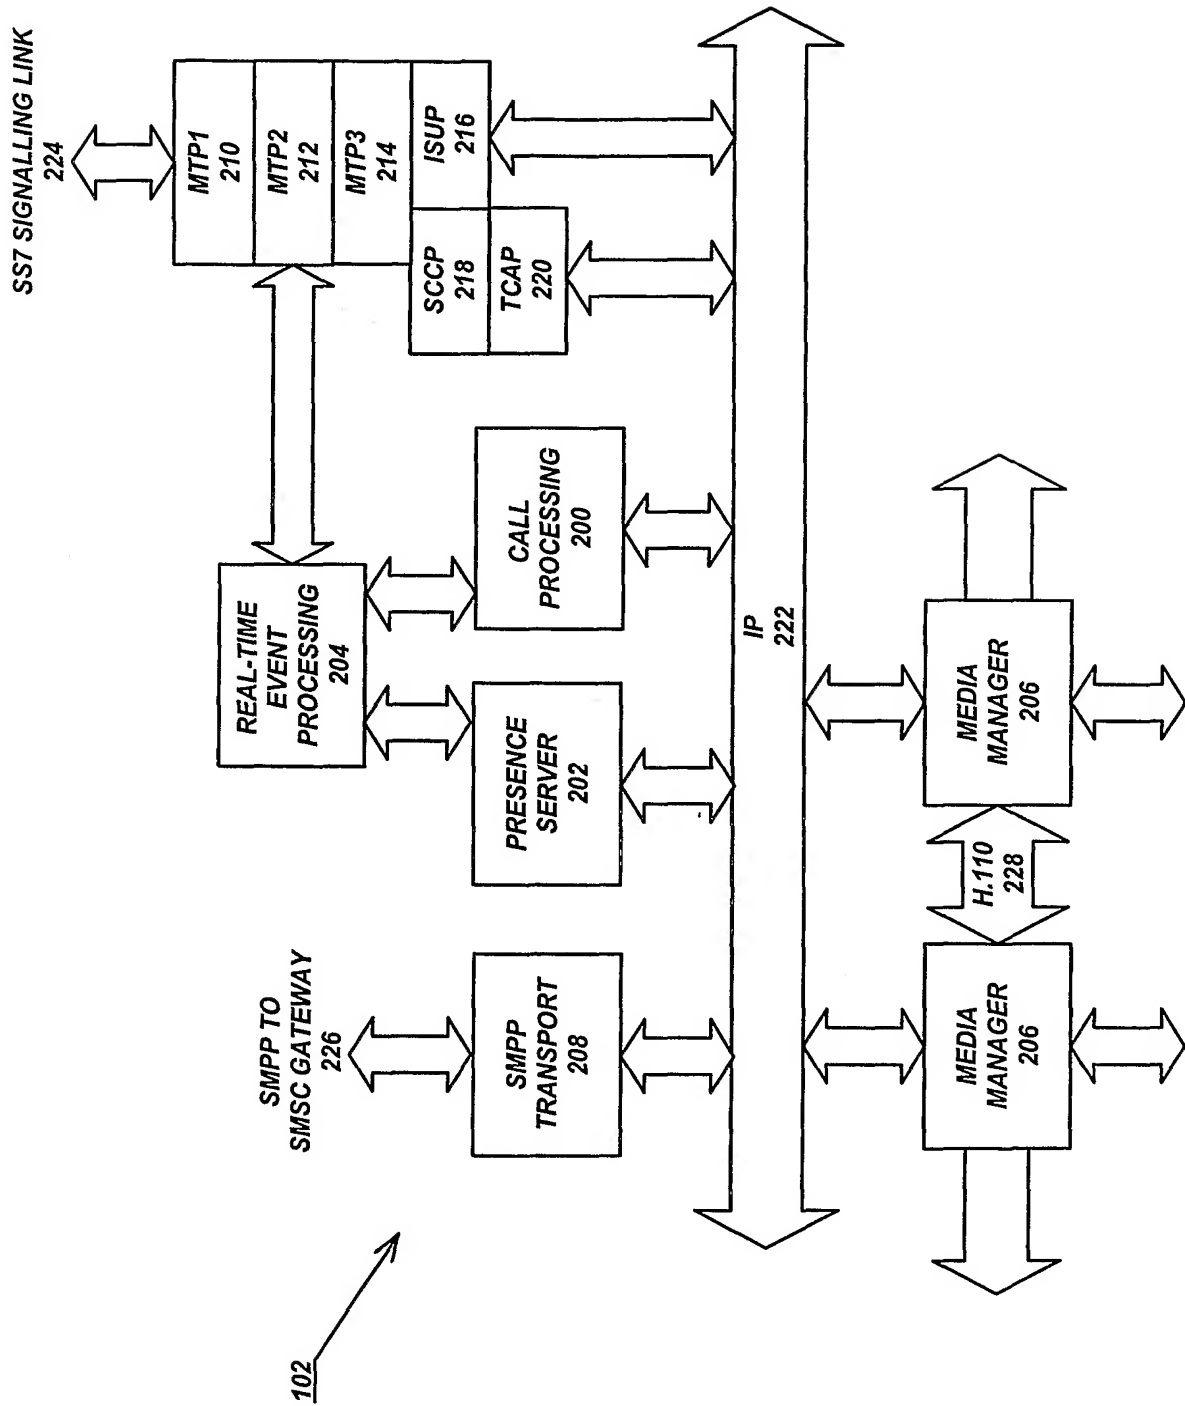 SS7 SIGNALLING LINK
224
MTP1
210
MTP2
212
MTP3
214
ISUP
216
SCCP
218
TCAP
220
REAL-TIME
EVENT
PROCESSING
204
CALL
PROCESSING
200
PRESENCE
SERVER
202
SMPP TO
SMSC GATEWAY
226
SMPP
TRANSPORT
208
IP
222
MEDIA
MANAGER
206
H.110
228
MEDIA
MANAGER
206
102